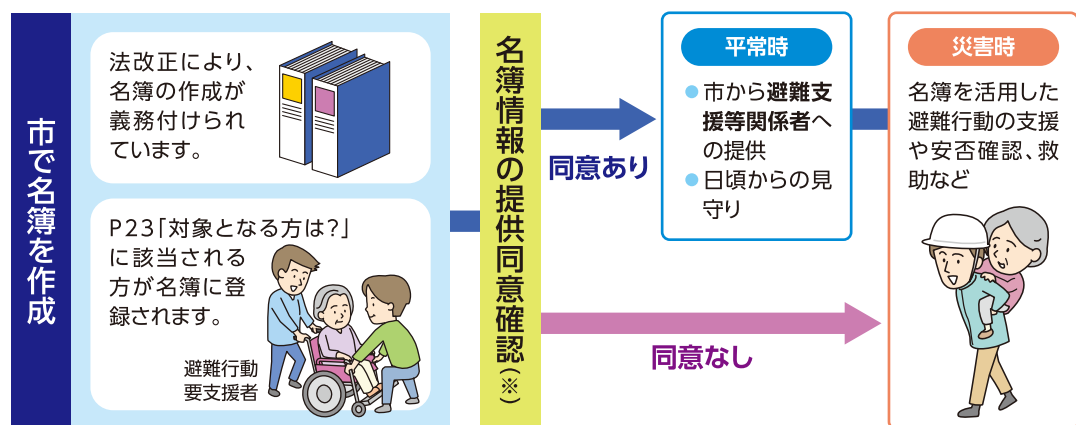 市で名簿を作成
法改正により、
名簿の作成が
義務付けられ
ています。
P23「対象となる方は?」
に該当される
方が名簿に登
録されます。
避難行動
要支援者
名簿情報の提供同意確認(※)
同意あり
同意なし
平常時
●市から避難支
援等関係者へ
の提供
●日頃からの見
守り
災害時
名簿を活用した
避難行動の支援
や安否確認、救
助など